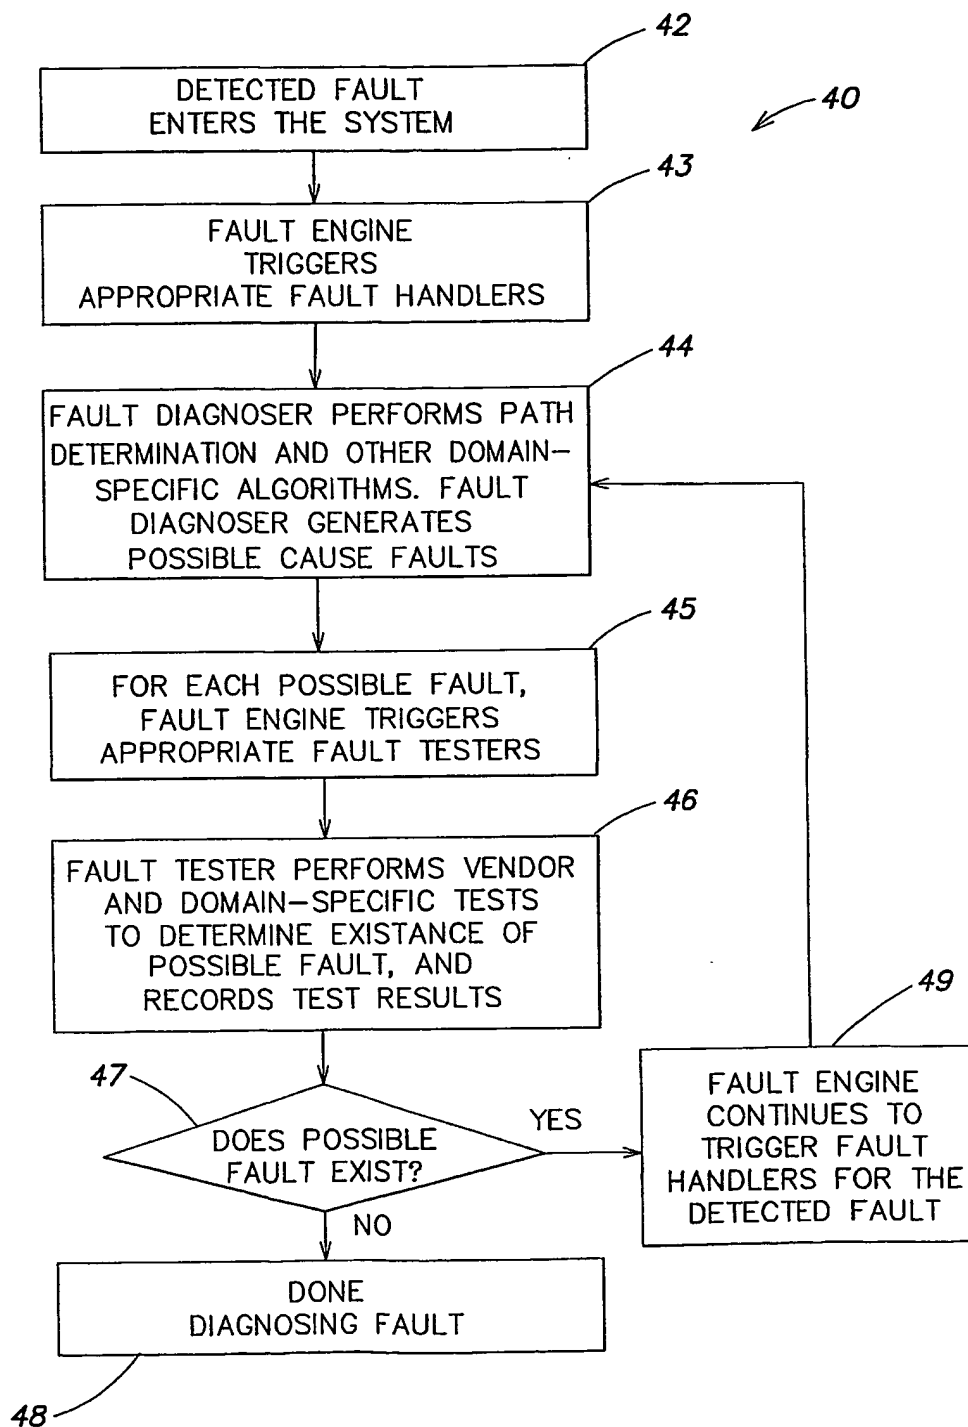 42
DETECTED FAULT
ENTERS THE SYSTEM
40
43
FAULT ENGINE
TRIGGERS
APPROPRIATE FAULT HANDLERS
44
FAULT DIAGNOSER PERFORMS PATH
DETERMINATION AND OTHER DOMAIN-
SPECIFIC ALGORITHMS. FAULT
DIAGNOSER GENERATES
POSSIBLE CAUSE FAULTS
45
FOR EACH POSSIBLE FAULT,
FAULT ENGINE TRIGGERS
APPROPRIATE FAULT TESTERS
46
FAULT TESTER PERFORMS VENDOR
AND DOMAIN-SPECIFIC TESTS
TO DETERMINE EXISTANCE OF
POSSIBLE FAULT, AND
RECORDS TEST RESULTS
47
DOES POSSIBLE
FAULT EXIST?
YES
NO
49
FAULT ENGINE
CONTINUES TO
TRIGGER FAULT
HANDLERS FOR THE
DETECTED FAULT
DONE
DIAGNOSING FAULT
48